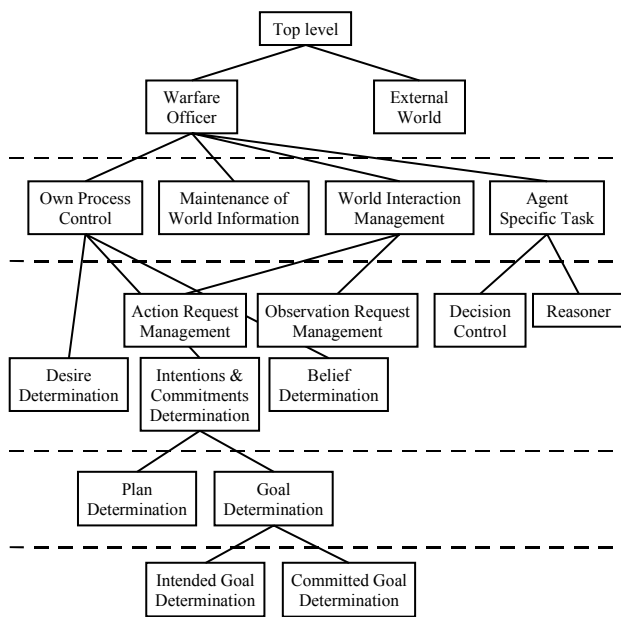 Top level
Warfare
Officer
External
World
Own Process
Control
Maintenance of
World Information
World Interaction
Management
Agent
Specific Task
Action Request
Management
Observation Request
Management
Decision
Control
Reasoner
Desire
Determination
Intentions &
Commitments
Determination
Belief
Determination
Plan
Determination
Goal
Determination
Intended Goal
Determination
Committed Goal
Determination